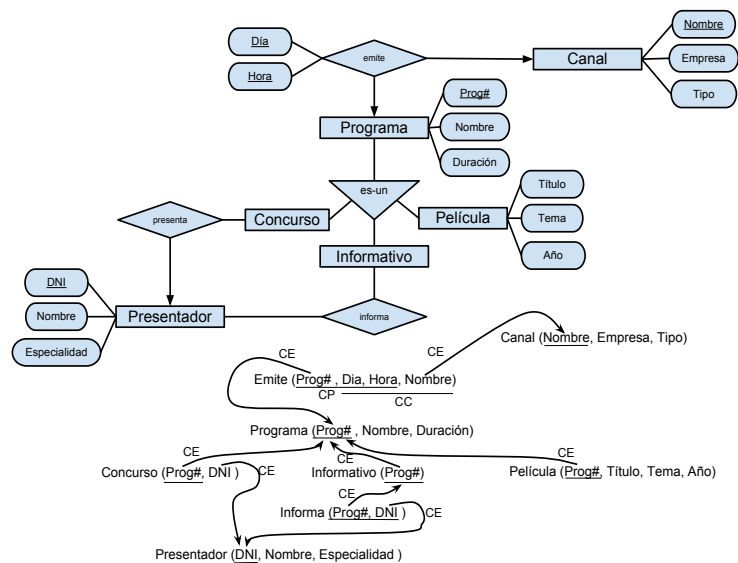 Día
emite
Hora
Canal
Nombre
Empresa
Tipo
Prog#
Programa
Nombre
Duración
es-un
presenta
Concurso
Película
Título
Tema
Año
Informativo
DNI
Nombre
Presentador
Especialidad
informa
CE
CE
Canal (Nombre, Empresa, Tipo)
Emite (Prog# , Dia, Hora, Nombre)
CP
CC
Programa (Prog# , Nombre, Duración)
CE
CE
CE
CE
Concurso (Prog#, DNI )
Informativo (Prog#)
Película (Prog#, Título, Tema, Año)
CE
CE
Informa (Prog#, DNI )
Presentador (DNI, Nombre, Especialidad )